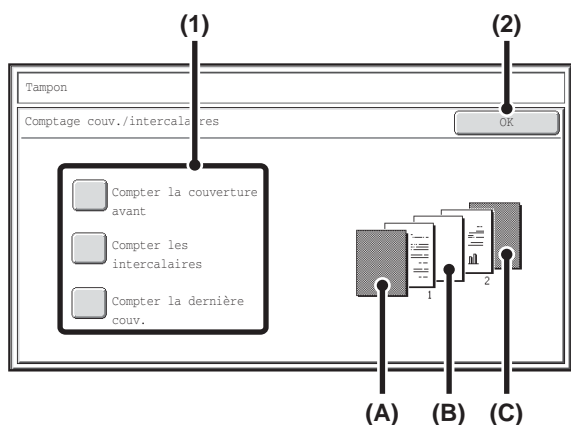 (1) (2)
Tampon
Comptage couv./intercalaires OK
Compter la couverture
avant
Compter les
intercalaires
Compter la dernière
couv.
1 2
(A) (B) (C)